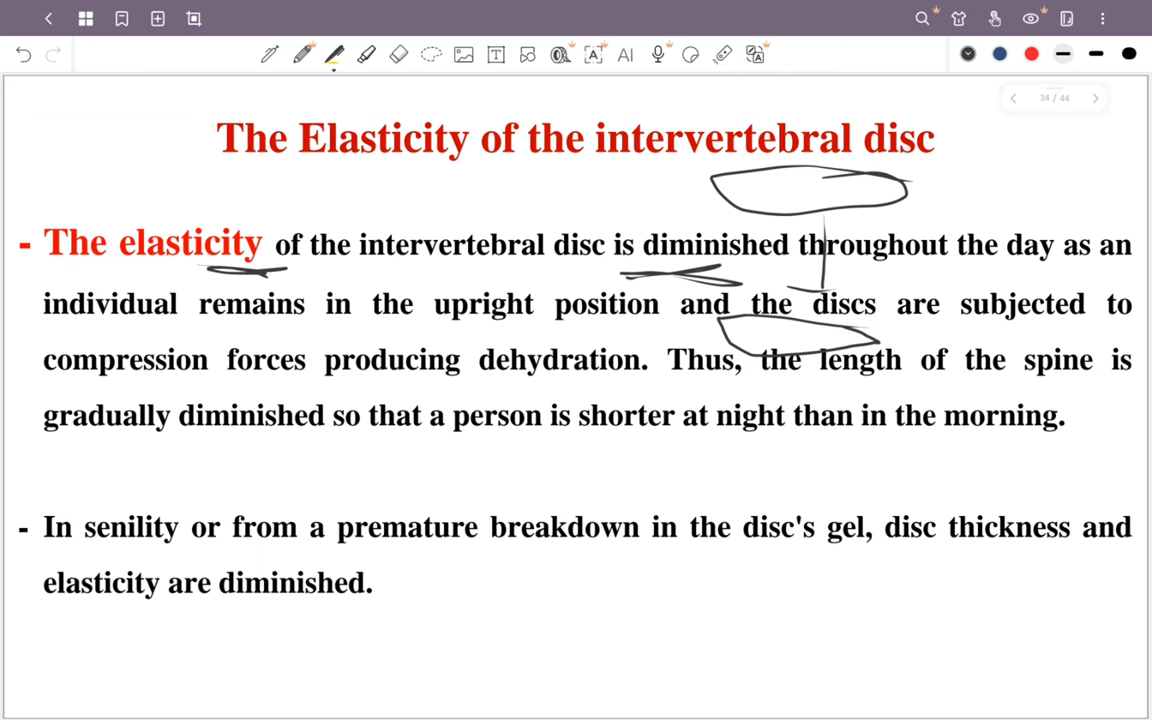 34 / 44
The Elasticity of the intervertebral disc
- The elasticity of the intervertebral disc is diminished throughout the day as an
individual remains in the upright position and the discs are subjected to
compression forces producing dehydration. Thus, the length of the spine is
gradually diminished so that a person is shorter at night than in the morning.
- In senility or from a premature breakdown in the disc's gel, disc thickness and
elasticity are diminished.